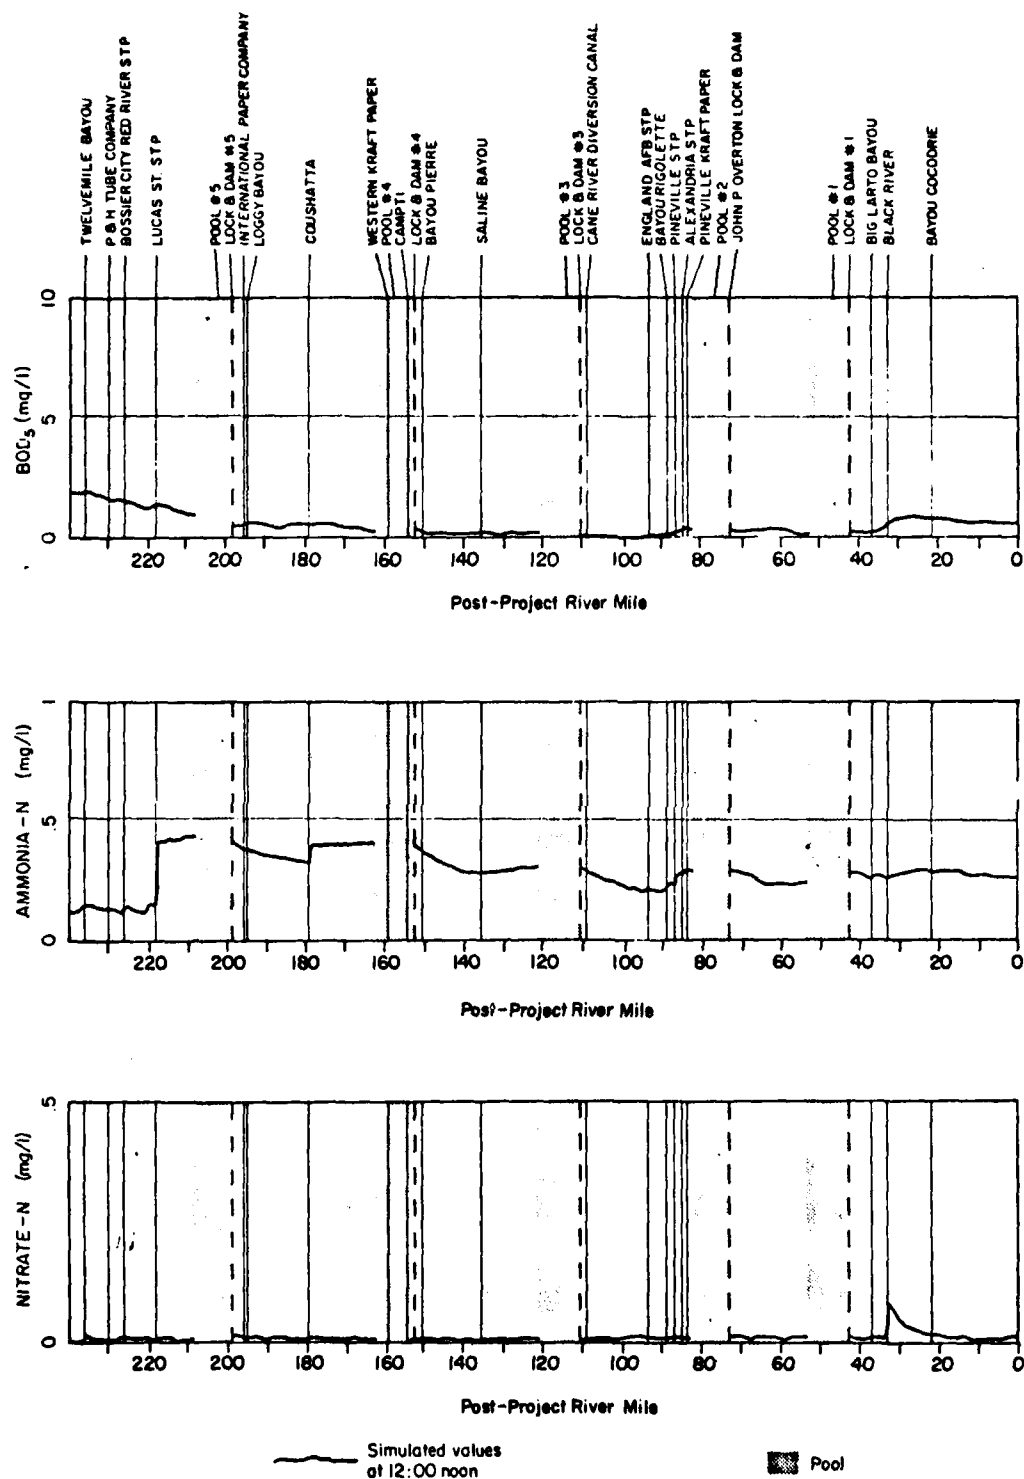 TWELVEMILE BAYOU
P & H TUBE COMPANY
BOSSIER CITY RED RIVER STP
LUCAS ST. STP
POOL #5
LOCK & DAM #5
INTERNATIONAL PAPER COMPANY
LOGGY BAYOU
COUSHATTA
WESTERN KRAFT PAPER
POOL #4
CAMPTI
LOCK & DAM #4
BAYOU PIERRE
SALINE BAYOU
POOL #3
LOCK & DAM #3
CANE RIVER DIVERSION CANAL
ENGLAND AFB STP
BAYOU RIGOLETTE
PINEVILLE STP
ALEXANDRIA STP
PINEVILLE KRAFT PAPER
POOL #2
JOHN P OVERTON LOCK & DAM
POOL #1
LOCK & DAM #1
BIG LARTO BAYOU
BLACK RIVER
BAYOU COCODRIE
BOD5 (mg/l)
10
5
0
220 200 180 160 140 120 100 80 60 40 20 0
Post-Project River Mile
AMMONIA-N (mg/l)
1
.5
0
220 200 180 160 140 120 100 80 60 40 20 0
Post-Project River Mile
NITRATE-N (mg/l)
.5
0
220 200 180 160 140 120 100 80 60 40 20 0
Post-Project River Mile
Simulated values
at 12:00 noon
Pool